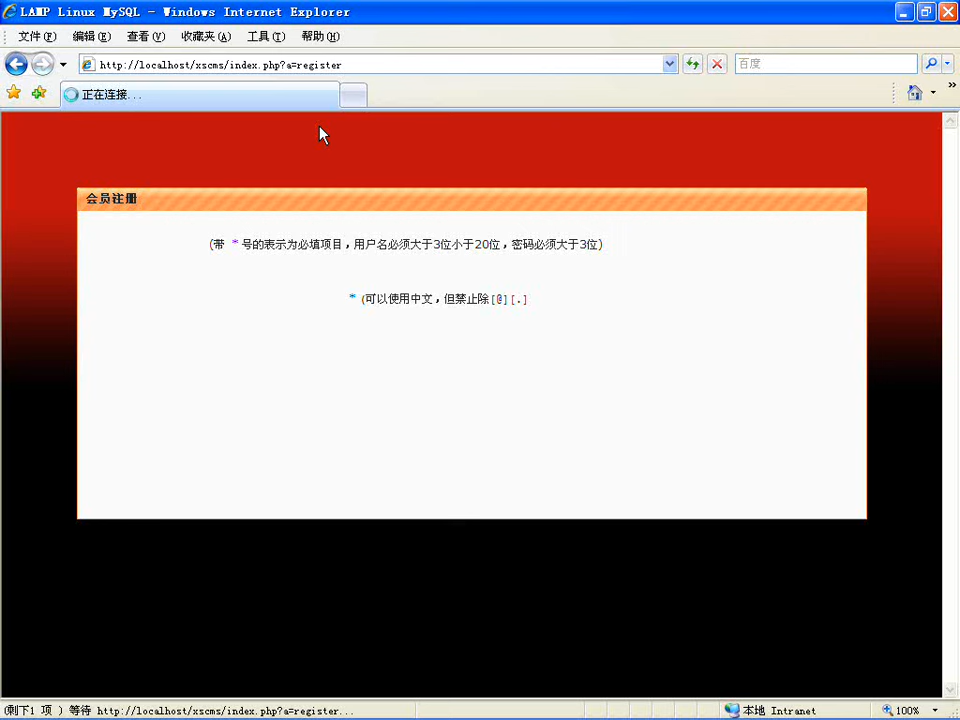 LAMP Linux MySQL - Windows Internet Explorer
文件(F) 编辑(E) 查看(V) 收藏夹(A) 工具(T) 帮助(H)
http://localhost/xscms/index.php?a=register 百度
正在连接...
会员注册
(带 * 号的表示为必填项目,用户名必须大于3位小于20位,密码必须大于3位)
* (可以使用中文,但禁止除[@][.]
(剩下1 项 ) 等待 http://localhost/xscms/index.php?a=register... 本地 Intranet 100%